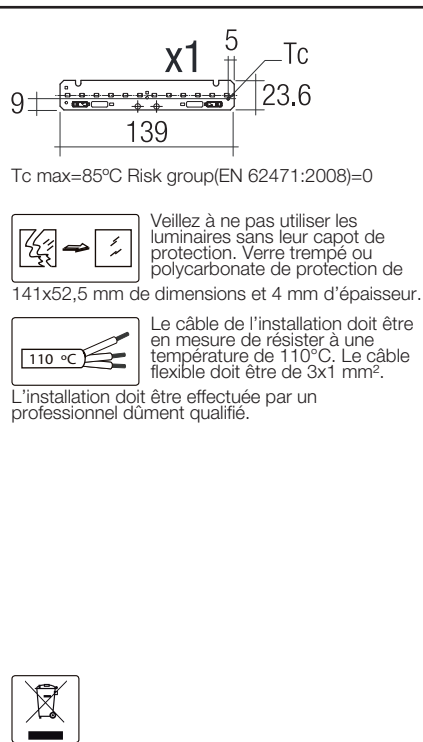 x1
5
Tc
9
23.6
139
Tc max=85ºC Risk group(EN 62471:2008)=0
Veillez à ne pas utiliser les
luminaires sans leur capot de
protection. Verre trempé ou
polycarbonate de protection de
141x52,5 mm de dimensions et 4 mm d’épaisseur.
110 ºC
Le câble de l’installation doit être
en mesure de résister à une
température de 110°C. Le câble
flexible doit être de 3x1 mm².
L’installation doit être effectuée par un
professionnel dûment qualifié.